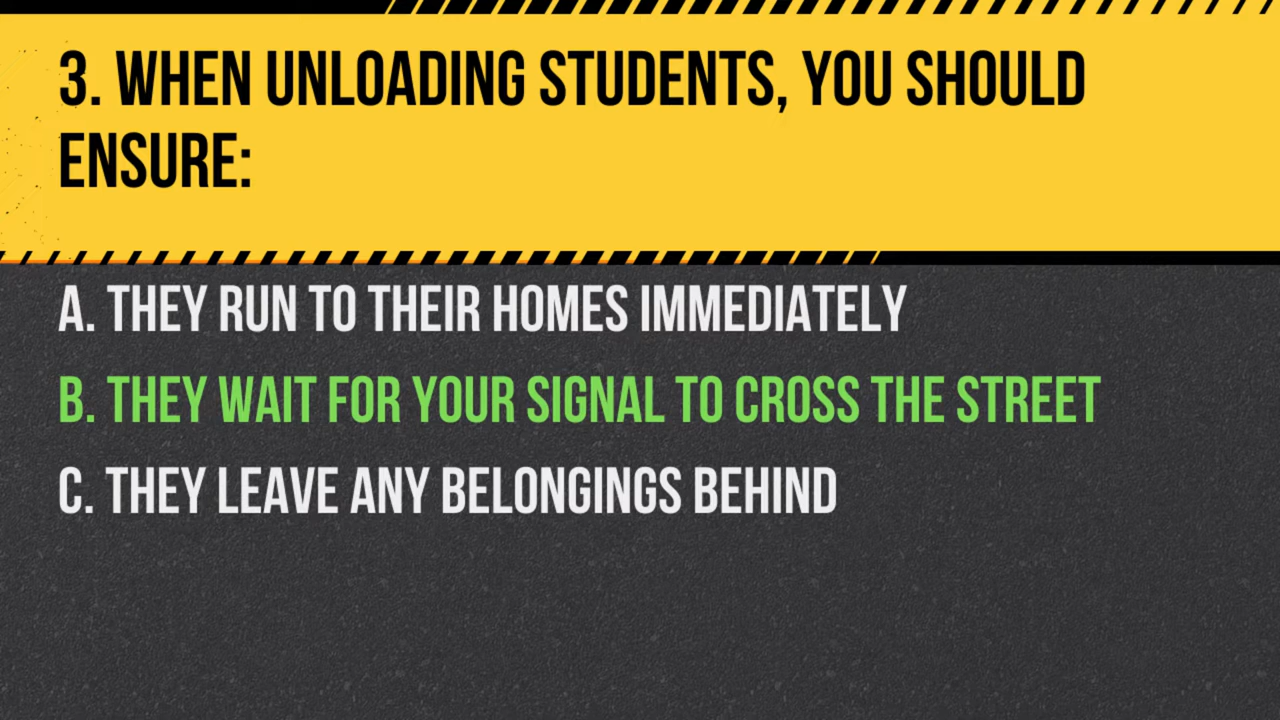 3. WHEN UNLOADING STUDENTS, YOU SHOULD
ENSURE:
A. THEY RUN TO THEIR HOMES IMMEDIATELY
B. THEY WAIT FOR YOUR SIGNAL TO CROSS THE STREET
C. THEY LEAVE ANY BELONGINGS BEHIND